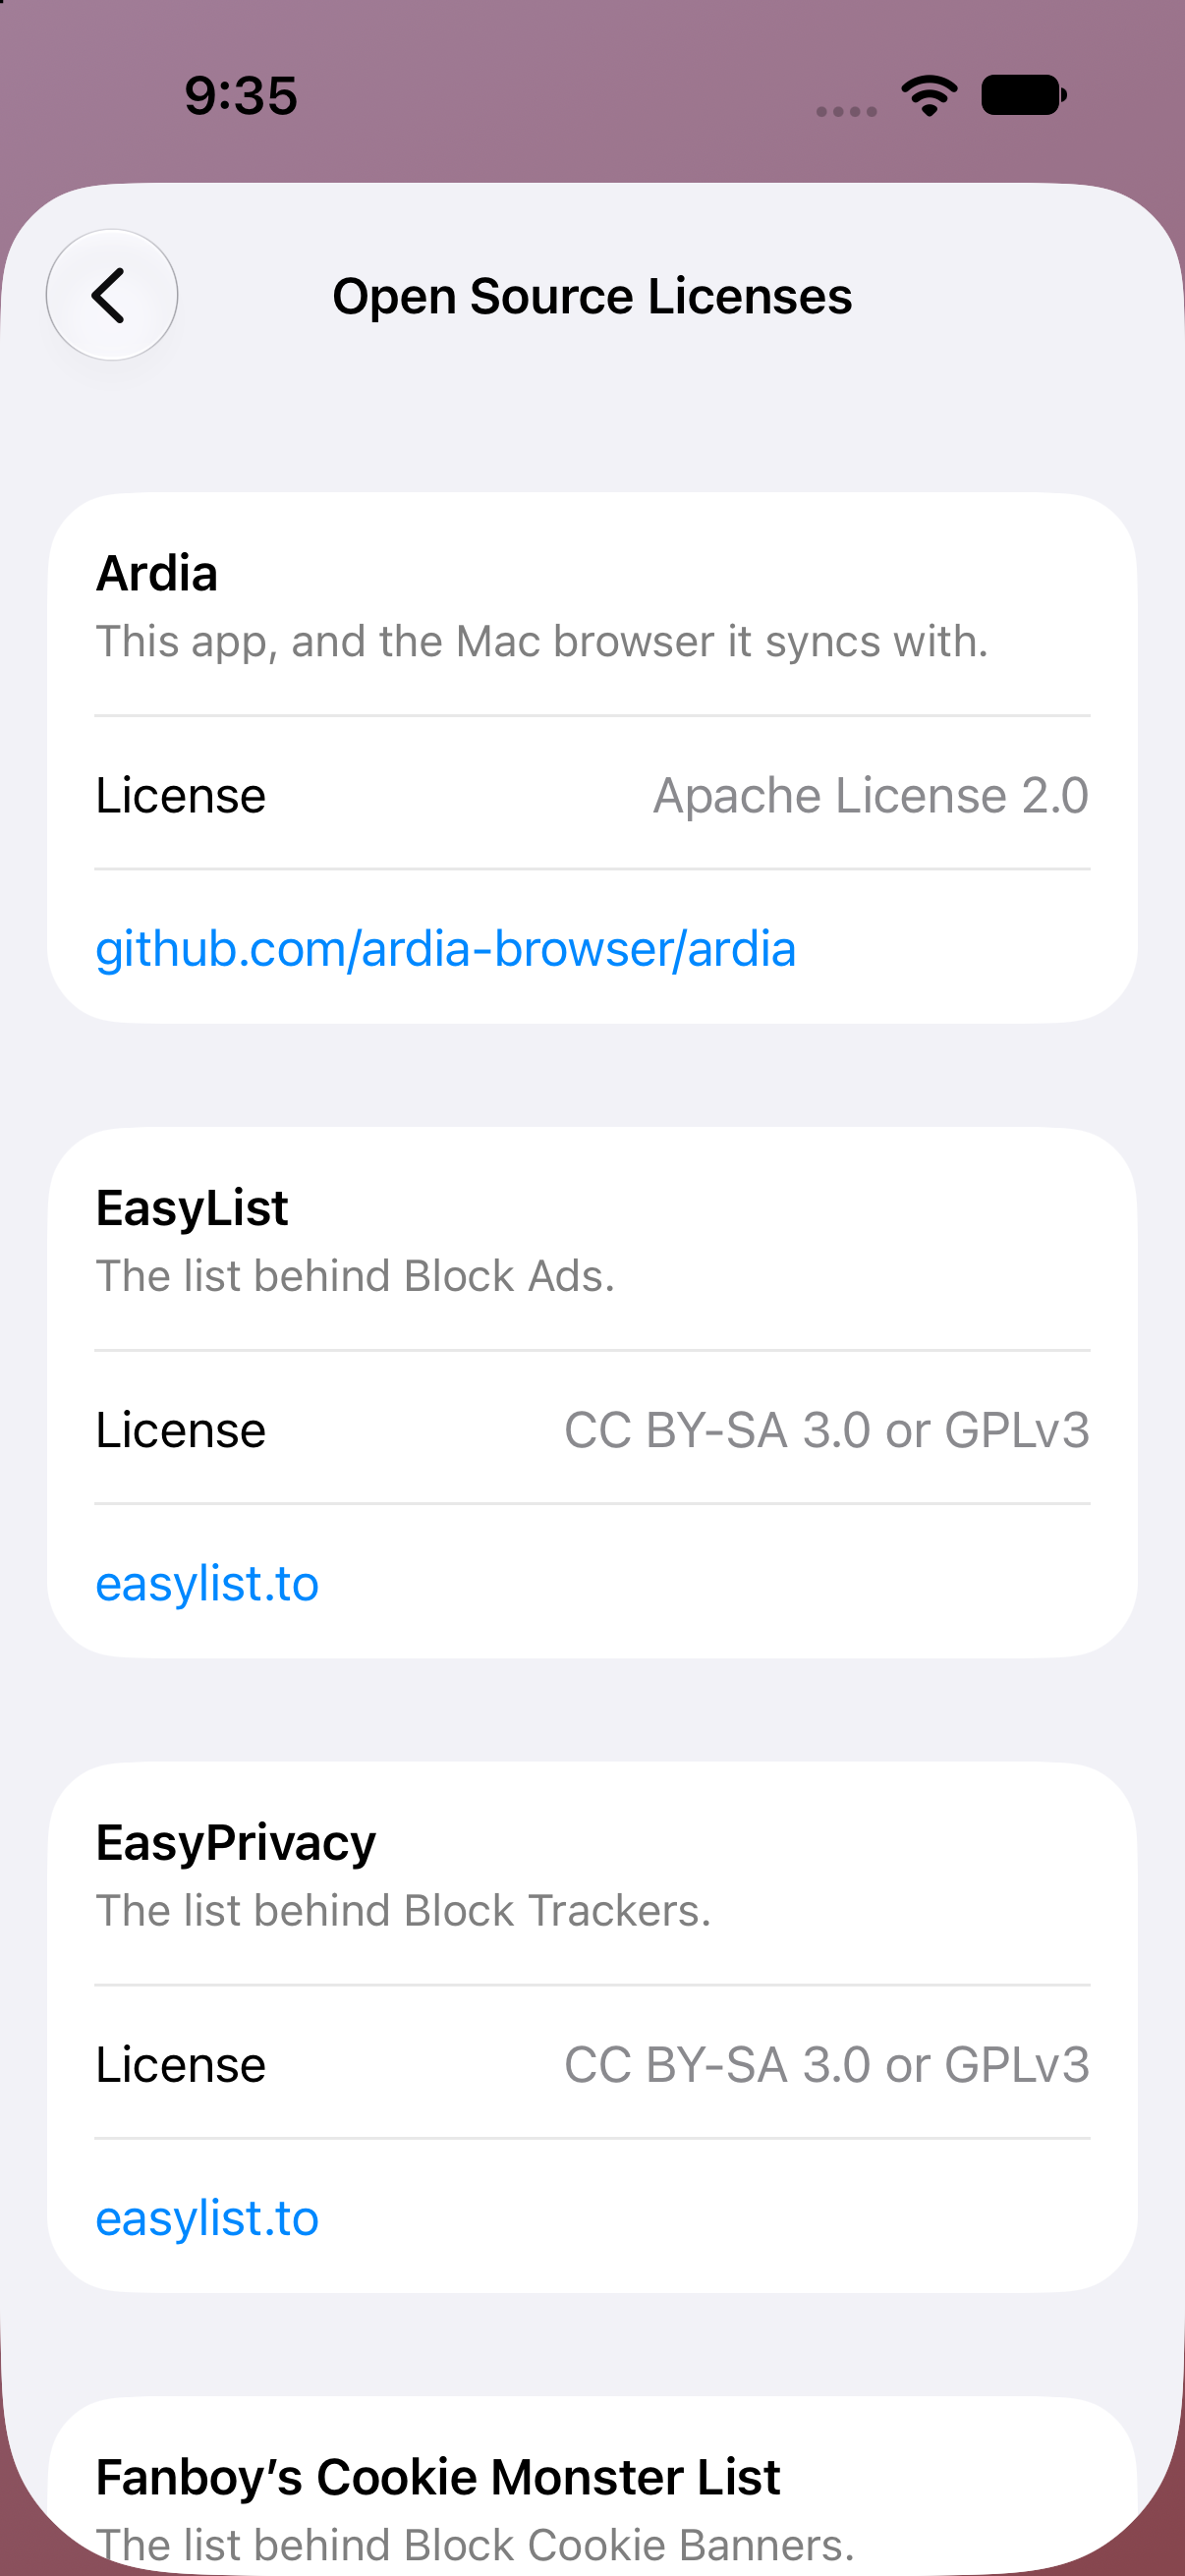 9:35
Open Source Licenses
Ardia
This app, and the Mac browser it syncs with.
License Apache License 2.0
github.com/ardia-browser/ardia
EasyList
The list behind Block Ads.
License CC BY-SA 3.0 or GPLv3
easylist.to
EasyPrivacy
The list behind Block Trackers.
License CC BY-SA 3.0 or GPLv3
easylist.to
Fanboy’s Cookie Monster List
The list behind Block Cookie Banners.